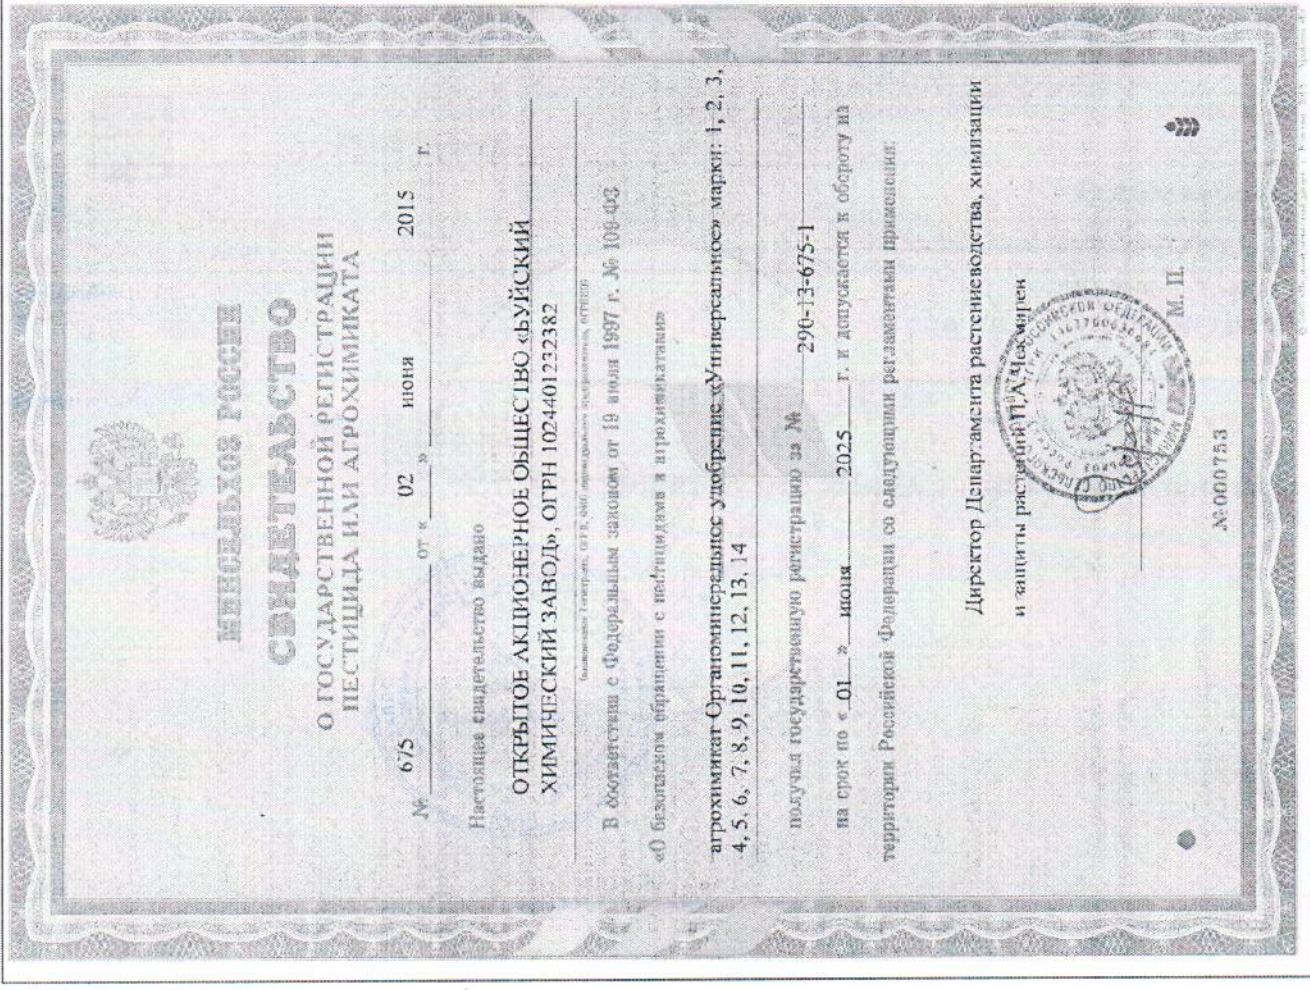 МИНСЕЛЬХОЗ РОССИИ
СВИДЕТЕЛЬСТВО
О ГОСУДАРСТВЕННОЙ РЕГИСТРАЦИИ
ПЕСТИЦИДА ИЛИ АГРОХИМИКАТА
№ 675 от « 02 » июня 2015 г.
Настоящее свидетельство выдано
ОТКРЫТОЕ АКЦИОНЕРНОЕ ОБЩЕСТВО «БУЙСКИЙ
ХИМИЧЕСКИЙ ЗАВОД», ОГРН 1024401232382
В соответствии с Федеральным законом от 19 июля 1997 г. № 109-ФЗ
«О безопасном обращении с пестицидами и агрохимикатами»
агрохимикат Органоминеральное удобрение «Универсальное» марки: 1, 2, 3,
4, 5, 6, 7, 8, 9, 10, 11, 12, 13, 14
получил государственную регистрацию за № 290-13-675-1
на срок по « 01 » июня 2025 г. и допускается к обороту на
территории Российской Федерации со следующими регламентами применения:
Директор Департамента растениеводства, химизации
и защиты растений П.А. Чекмарев
М. П.
№ 000753